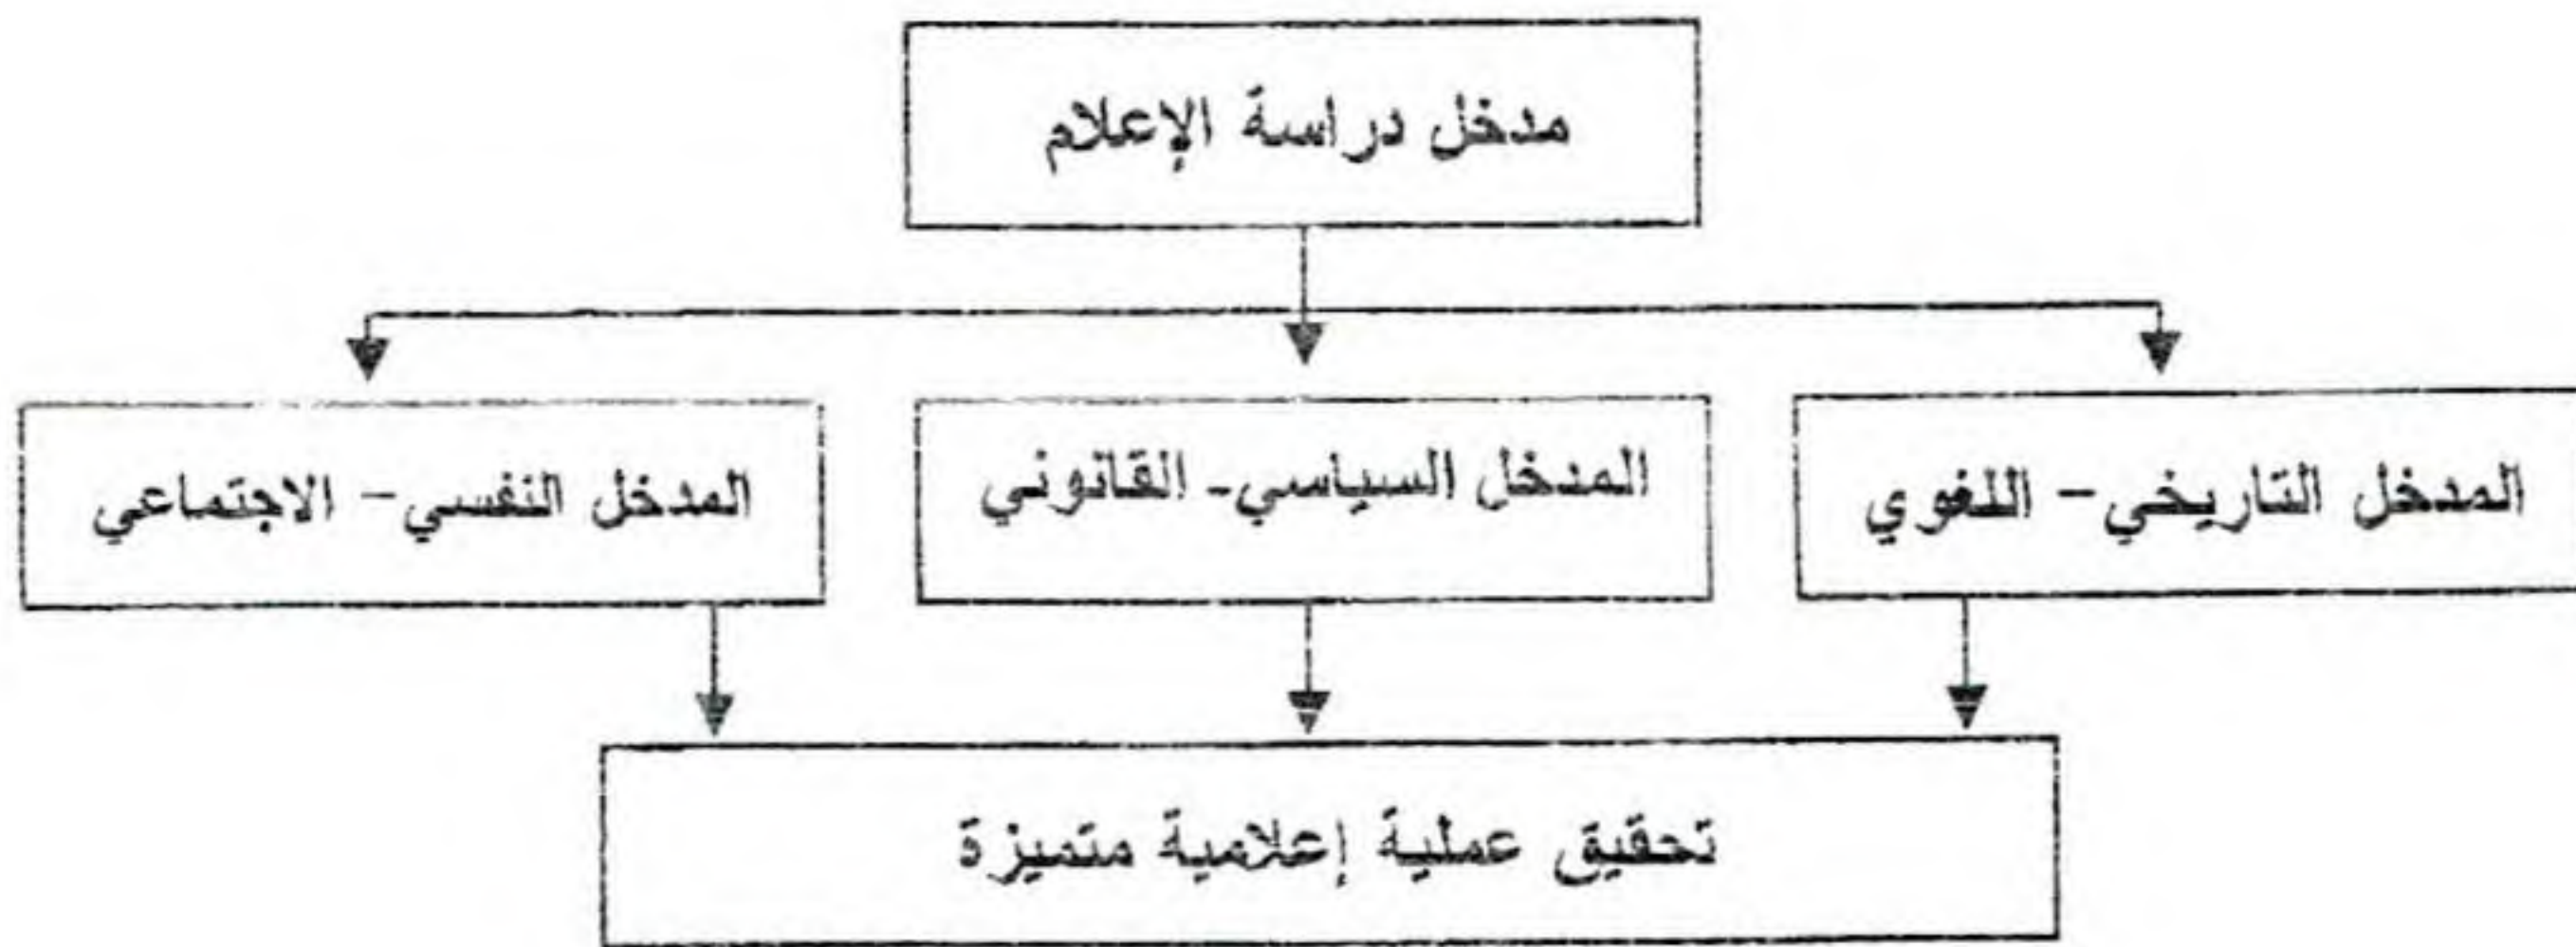 مدخل دراسة الإعلام
المدخل التاريخي - اللغوي
المدخل السياسي - القانوني
المدخل النفسي - الاجتماعي
تحقيق عملية إعلامية متميزة